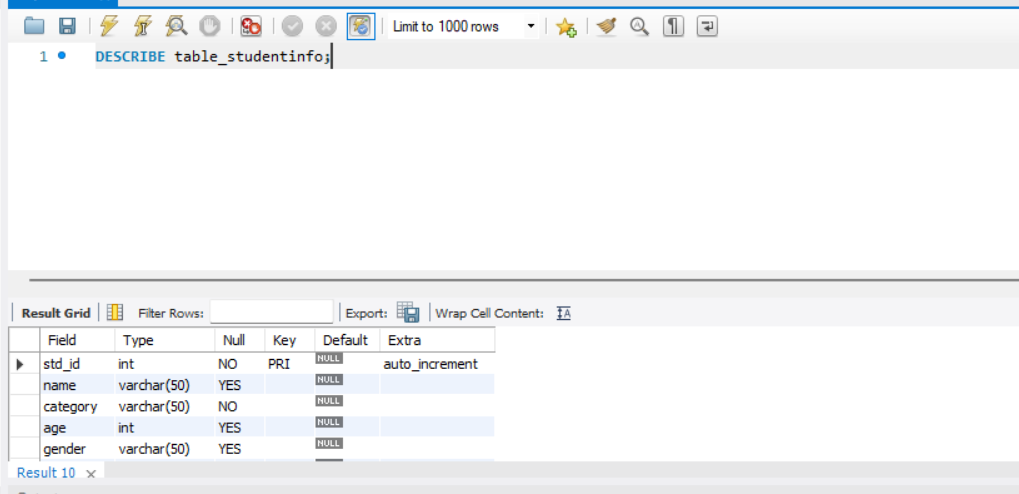 Limit to 1000 rows
1 DESCRIBE table_studentinfo;
Result Grid Filter Rows: Export: Wrap Cell Content: IA
Field Type Null Key Default Extra
std_id int NO PRI NULL auto_increment
name varchar(50) YES NULL
category varchar(50) NO NULL
age int YES NULL
gender varchar(50) YES NULL
Result 10 ×